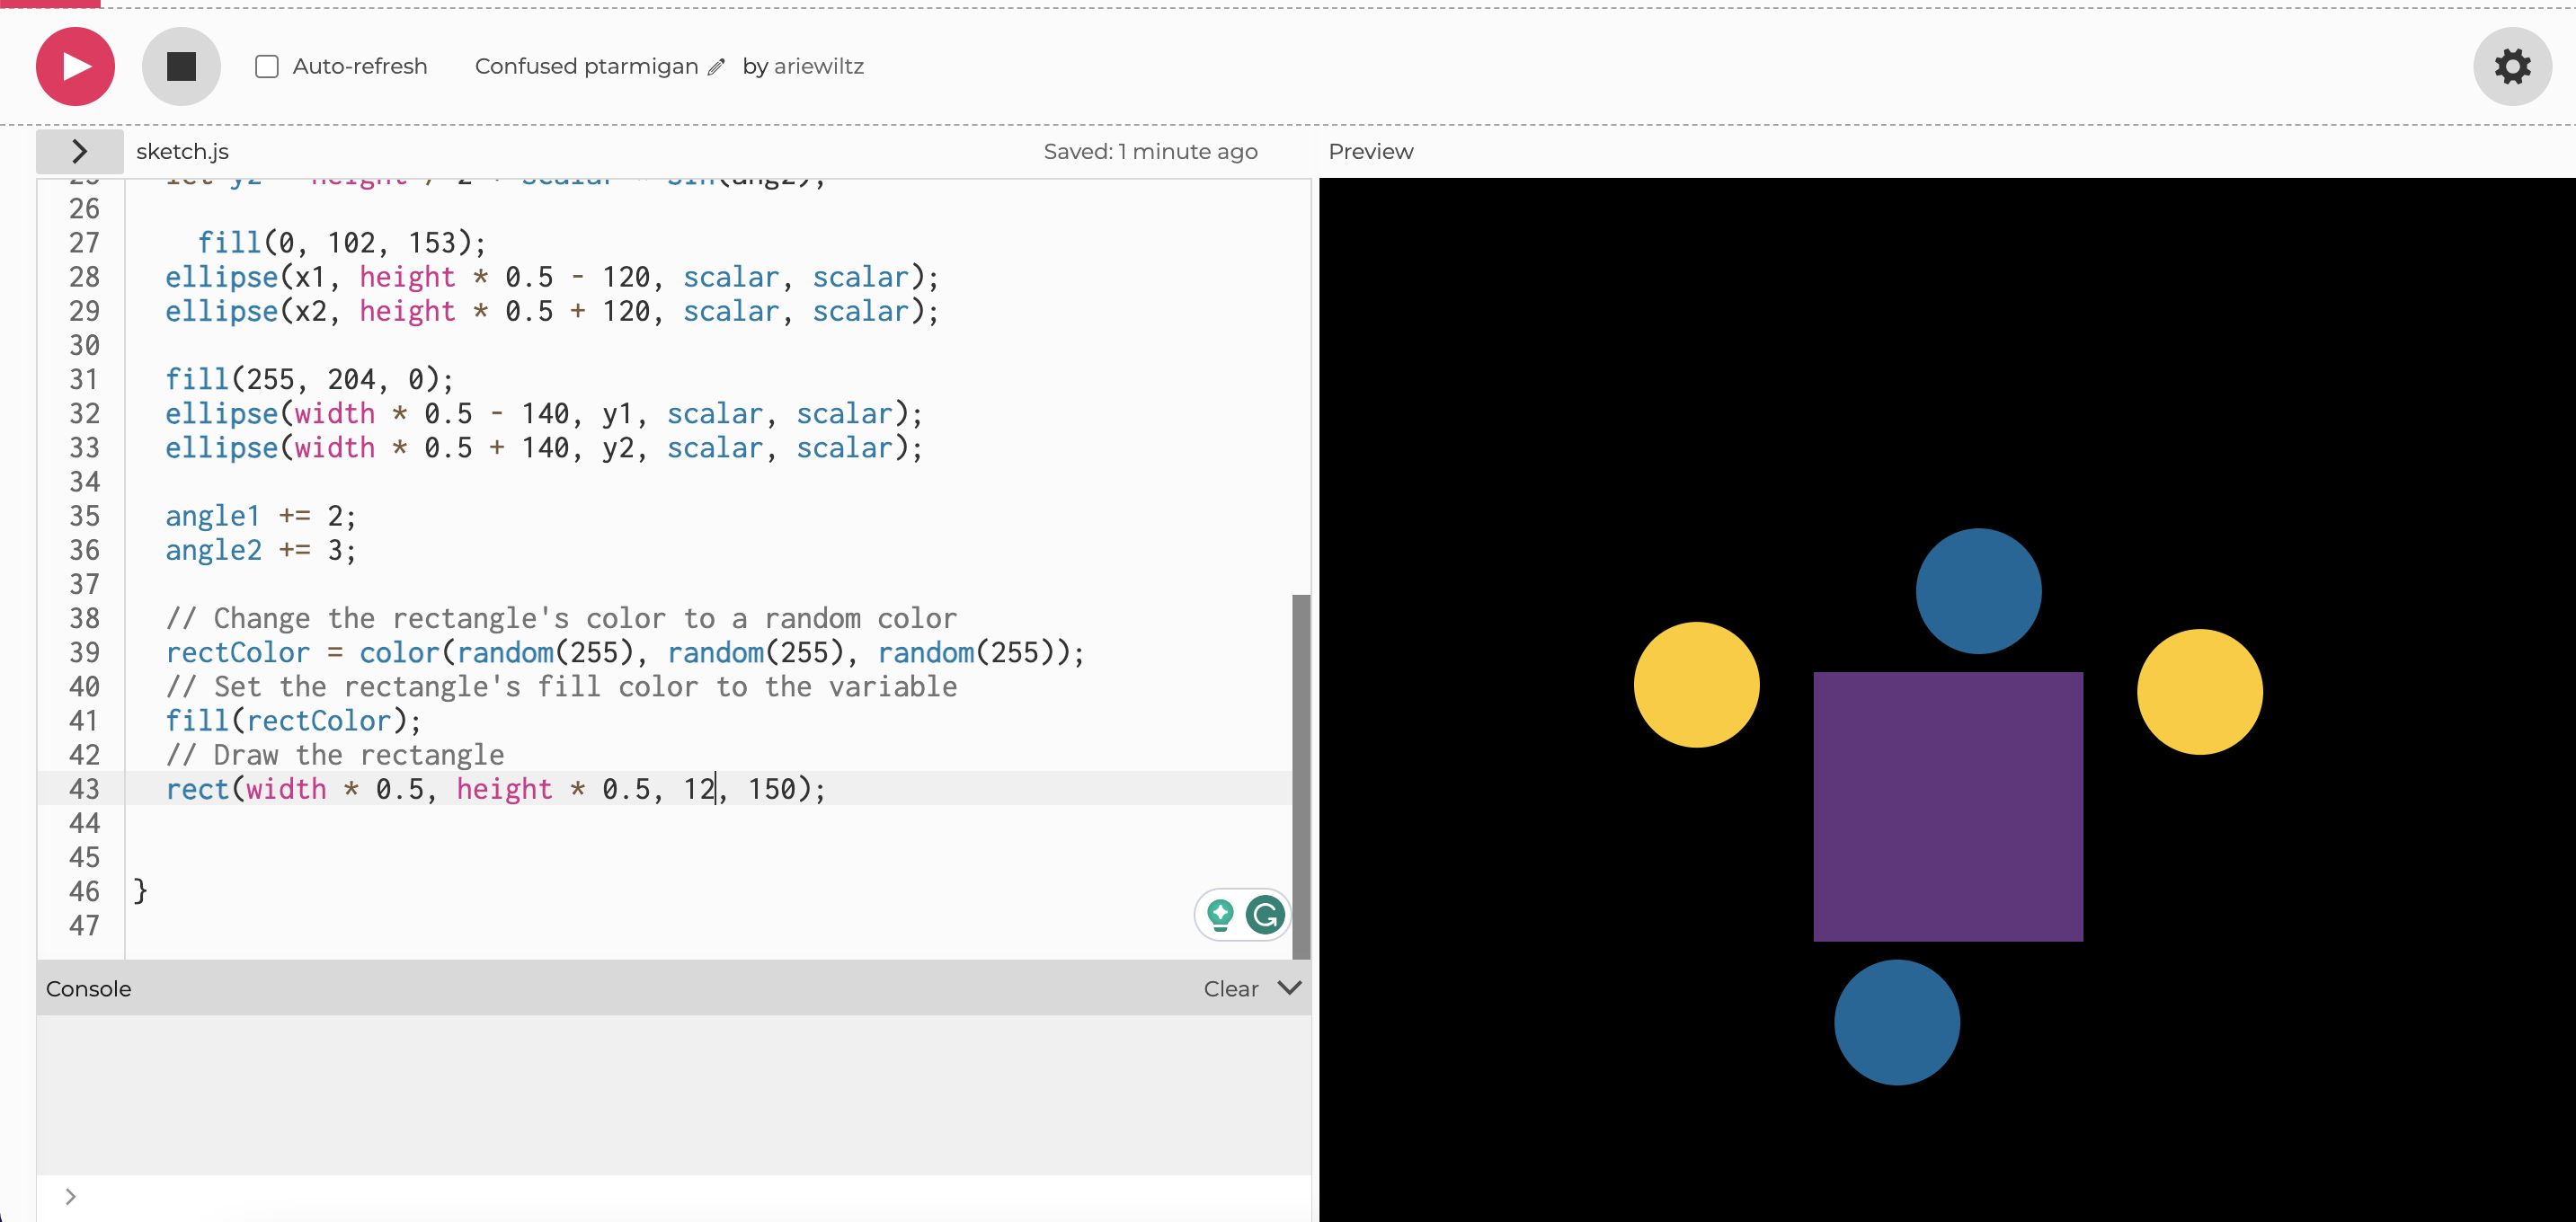 Auto-refresh Confused ptarmigan by ariewiltz
sketch.js Saved: 1 minute ago Preview
26
27 fill(0, 102, 153);
28 ellipse(x1, height * 0.5 - 120, scalar, scalar);
29 ellipse(x2, height * 0.5 + 120, scalar, scalar);
30
31 fill(255, 204, 0);
32 ellipse(width * 0.5 - 140, y1, scalar, scalar);
33 ellipse(width * 0.5 + 140, y2, scalar, scalar);
34
35 angle1 += 2;
36 angle2 += 3;
37
38 // Change the rectangle's color to a random color
39 rectColor = color(random(255), random(255), random(255));
40 // Set the rectangle's fill color to the variable
41 fill(rectColor);
42 // Draw the rectangle
43 rect(width * 0.5, height * 0.5, 12, 150);
44
45
46 }
47
Console Clear
>